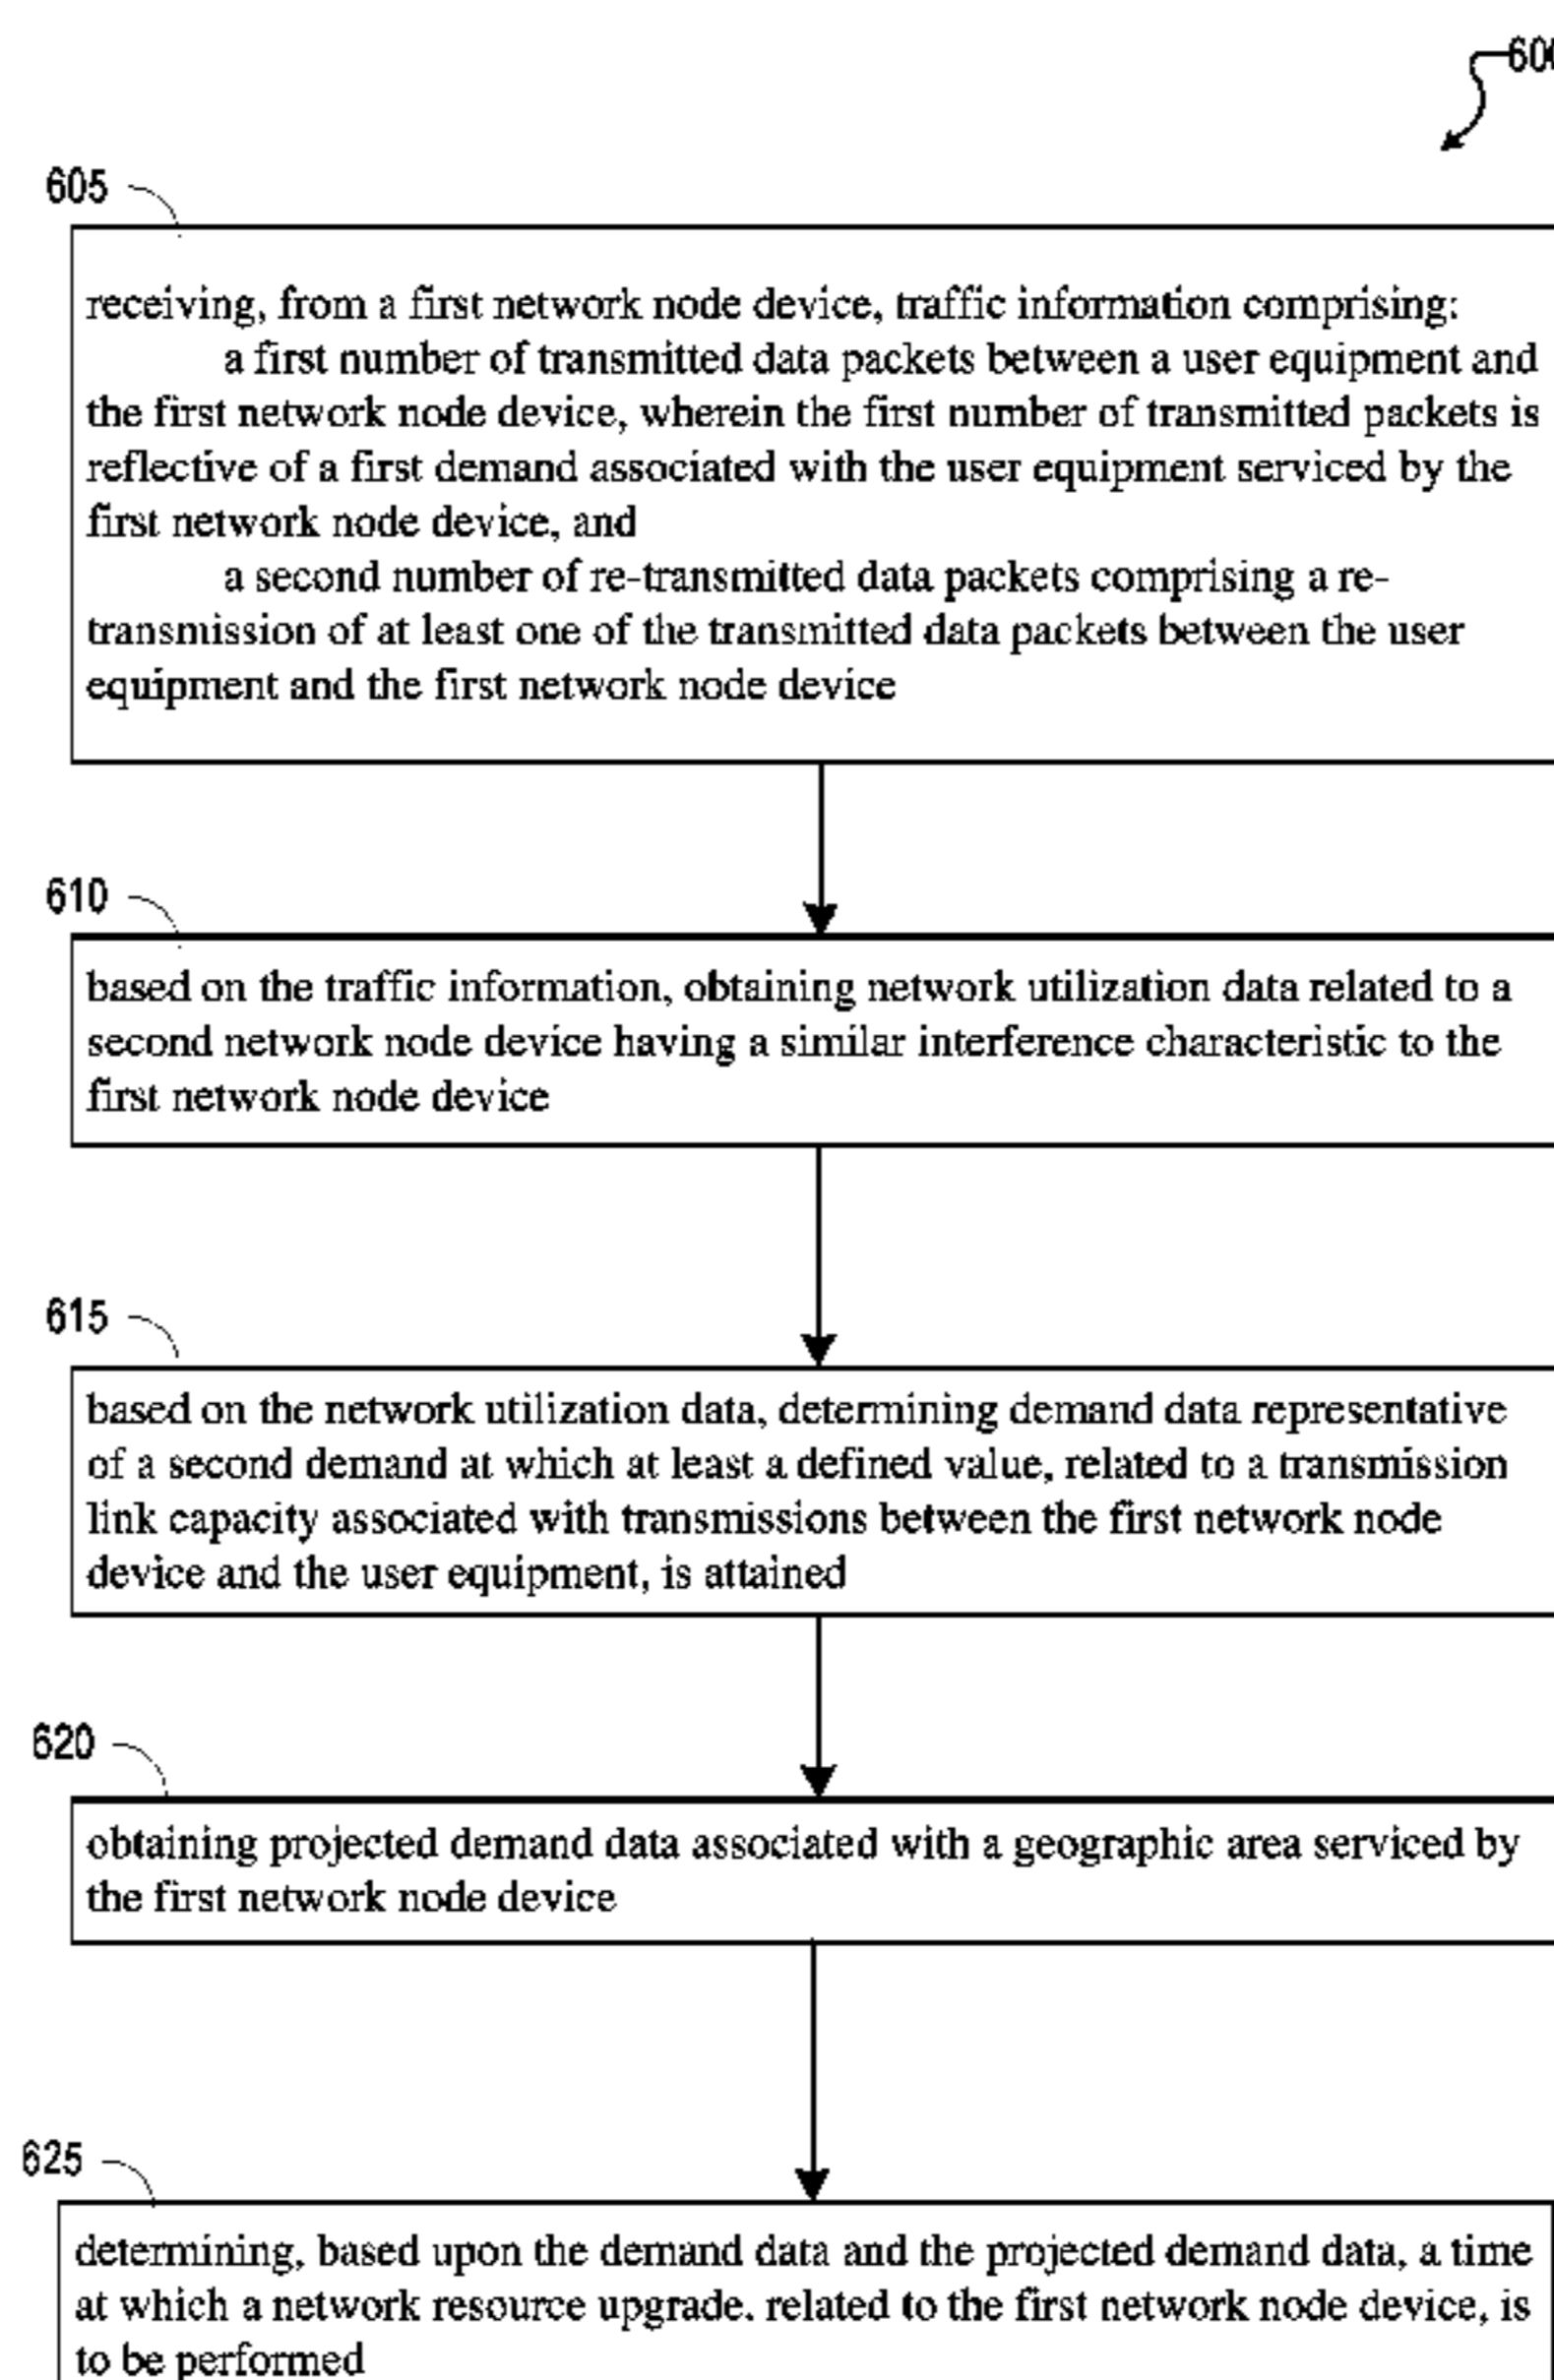 600
605
receiving, from a first network node device, traffic information comprising:
a first number of transmitted data packets between a user equipment and
the first network node device, wherein the first number of transmitted packets is
reflective of a first demand associated with the user equipment serviced by the
first network node device, and
a second number of re-transmitted data packets comprising a re-
transmission of at least one of the transmitted data packets between the user
equipment and the first network node device
610
based on the traffic information, obtaining network utilization data related to a
second network node device having a similar interference characteristic to the
first network node device
615
based on the network utilization data, determining demand data representative
of a second demand at which at least a defined value, related to a transmission
link capacity associated with transmissions between the first network node
device and the user equipment, is attained
620
obtaining projected demand data associated with a geographic area serviced by
the first network node device
625
determining, based upon the demand data and the projected demand data, a time
at which a network resource upgrade. related to the first network node device, is
to be performed